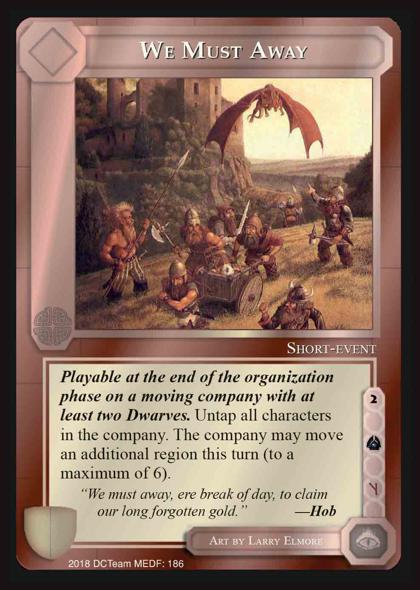 We Must Away
Short-event
Playable at the end of the organization
phase on a moving company with at
least two Dwarves. Untap all characters
in the company. The company may move
an additional region this turn (to a
maximum of 6).
“We must away, ere break of day, to claim
our long forgotten gold.” —Hob
2
Art by Larry Elmore
2018 DCTeam MEDF: 186